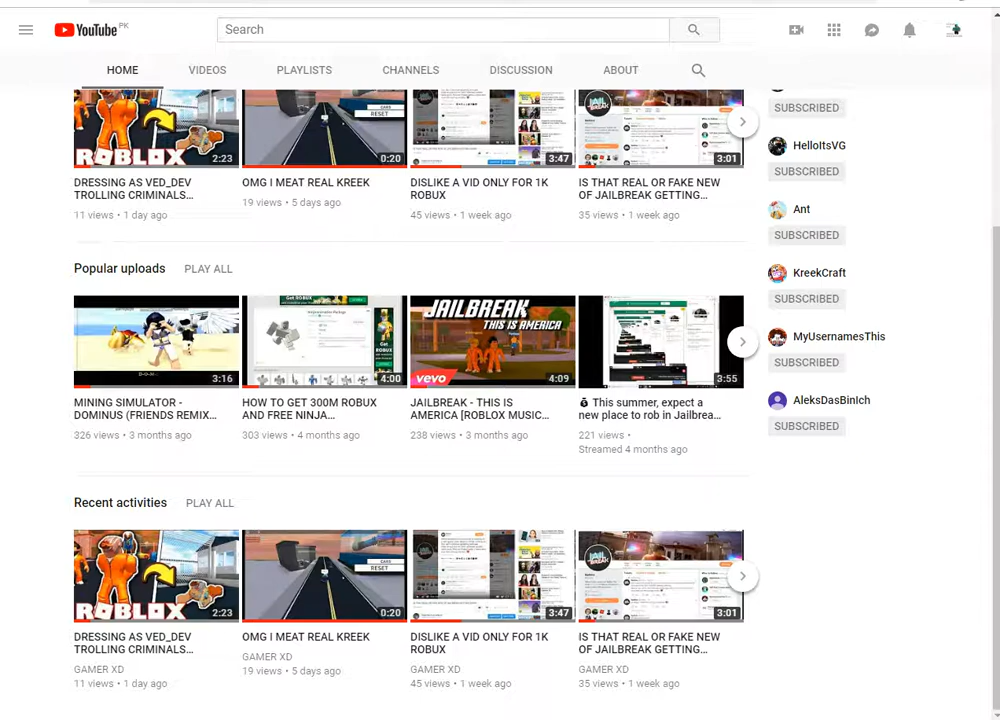 YouTube PK
Search
HOME VIDEOS PLAYLISTS CHANNELS DISCUSSION ABOUT
SUBSCRIBED
ROBLOX 2:23
RESET 0:20
3:47
JAIL BREAK 3:01
DRESSING AS VED_DEV
TROLLING CRIMINALS...
11 views • 1 day ago
OMG I MEAT REAL KREEK
19 views • 5 days ago
DISLIKE A VID ONLY FOR 1K
ROBUX
45 views • 1 week ago
IS THAT REAL OR FAKE NEW
OF JAILBREAK GETTING...
35 views • 1 week ago
HelloItsVG
SUBSCRIBED
Ant
SUBSCRIBED
KreekCraft
SUBSCRIBED
MyUsernamesThis
SUBSCRIBED
AleksDasBinIch
SUBSCRIBED
Popular uploads PLAY ALL
3:16
Get ROBUX
GET
ROBUX
4:00
JAILBREAK
THIS IS AMERICA
vevo 4:09
3:55
MINING SIMULATOR -
DOMINUS (FRIENDS REMIX...
326 views • 3 months ago
HOW TO GET 300M ROBUX
AND FREE NINJA...
303 views • 4 months ago
JAILBREAK - THIS IS
AMERICA [ROBLOX MUSIC...
238 views • 3 months ago
💰 This summer, expect a
new place to rob in Jailbrea...
221 views •
Streamed 4 months ago
Recent activities PLAY ALL
ROBLOX 2:23
RESET 0:20
3:47
JAIL BREAK 3:01
DRESSING AS VED_DEV
TROLLING CRIMINALS...
GAMER XD
11 views • 1 day ago
OMG I MEAT REAL KREEK
GAMER XD
19 views • 5 days ago
DISLIKE A VID ONLY FOR 1K
ROBUX
GAMER XD
45 views • 1 week ago
IS THAT REAL OR FAKE NEW
OF JAILBREAK GETTING...
GAMER XD
35 views • 1 week ago